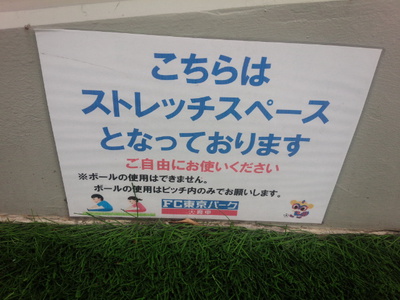 こちらは
ストレッチスペース
となっております
ご自由にお使いください
※ボールの使用はできません。
ボールの使用はピッチ内のみでお願いします。
FC東京パーク